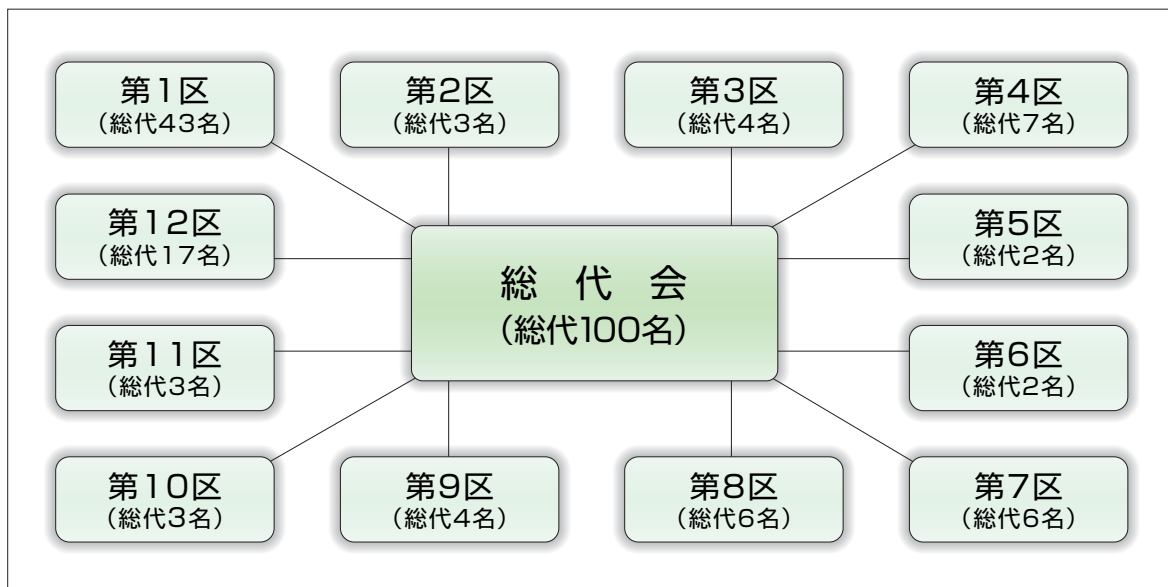 第1区
（総代43名）
第2区
（総代3名）
第3区
（総代4名）
第4区
（総代7名）
第12区
（総代17名）
第5区
（総代2名）
総代会
（総代100名）
第11区
（総代3名）
第6区
（総代2名）
第10区
（総代3名）
第9区
（総代4名）
第8区
（総代6名）
第7区
（総代6名）